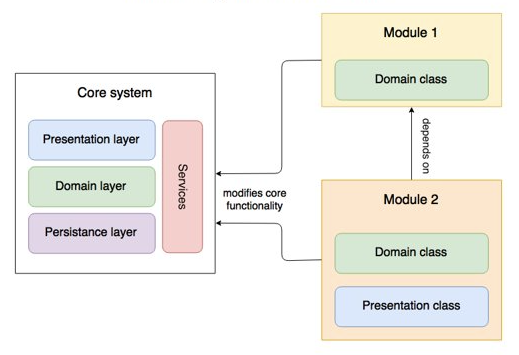 Core system
Presentation layer
Domain layer
Persistance layer
Services
modifies core
functionality
Module 1
Domain class
depends on
Module 2
Domain class
Presentation class